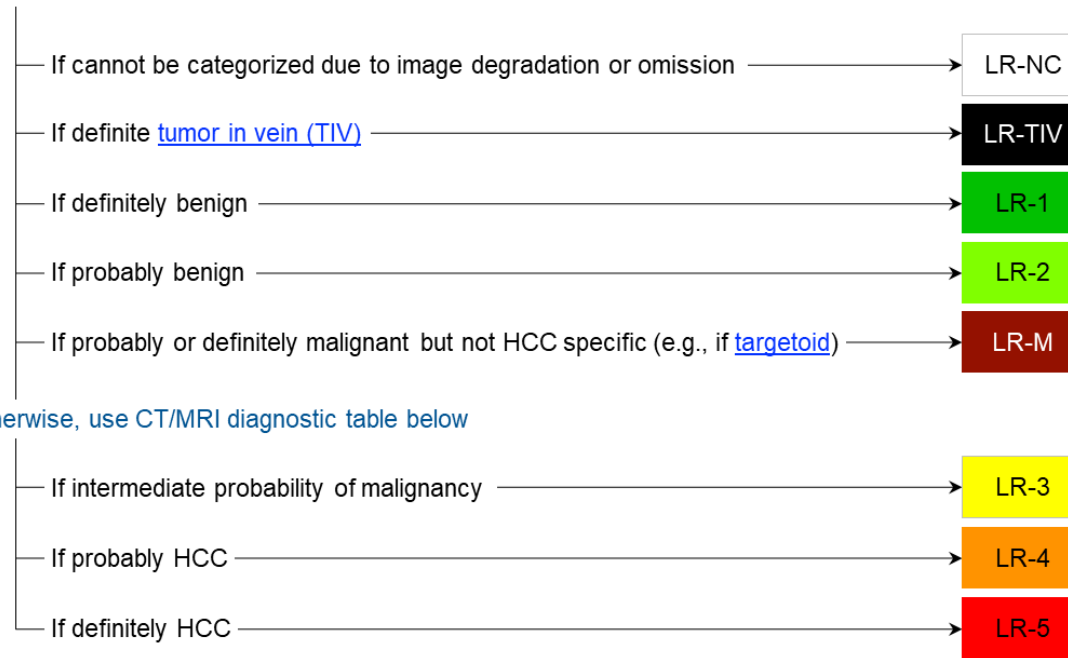 If cannot be categorized due to image degradation or omission LR-NC
If definite tumor in vein (TIV) LR-TIV
If definitely benign LR-1
If probably benign LR-2
If probably or definitely malignant but not HCC specific (e.g., if targetoid) LR-M
erwise, use CT/MRI diagnostic table below
If intermediate probability of malignancy LR-3
If probably HCC LR-4
If definitely HCC LR-5